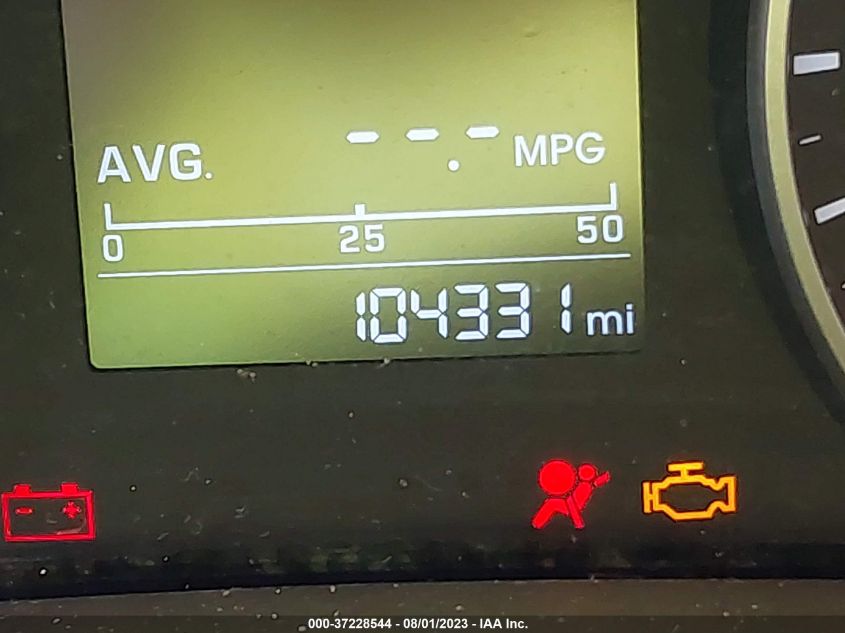 AVG. --.- MPG
0 25 50
104331 mi
- +
000-37228544 - 08/01/2023 - IAA Inc.